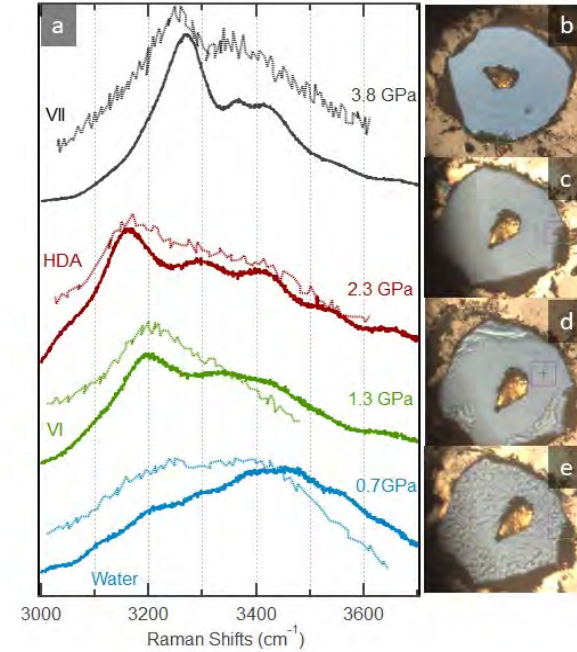 a
VII
3.8 GPa
HDA
2.3 GPa
1.3 GPa
VI
0.7GPa
Water
3000 3200 3400 3600
Raman Shifts (cm⁻¹)
b
c
d
e